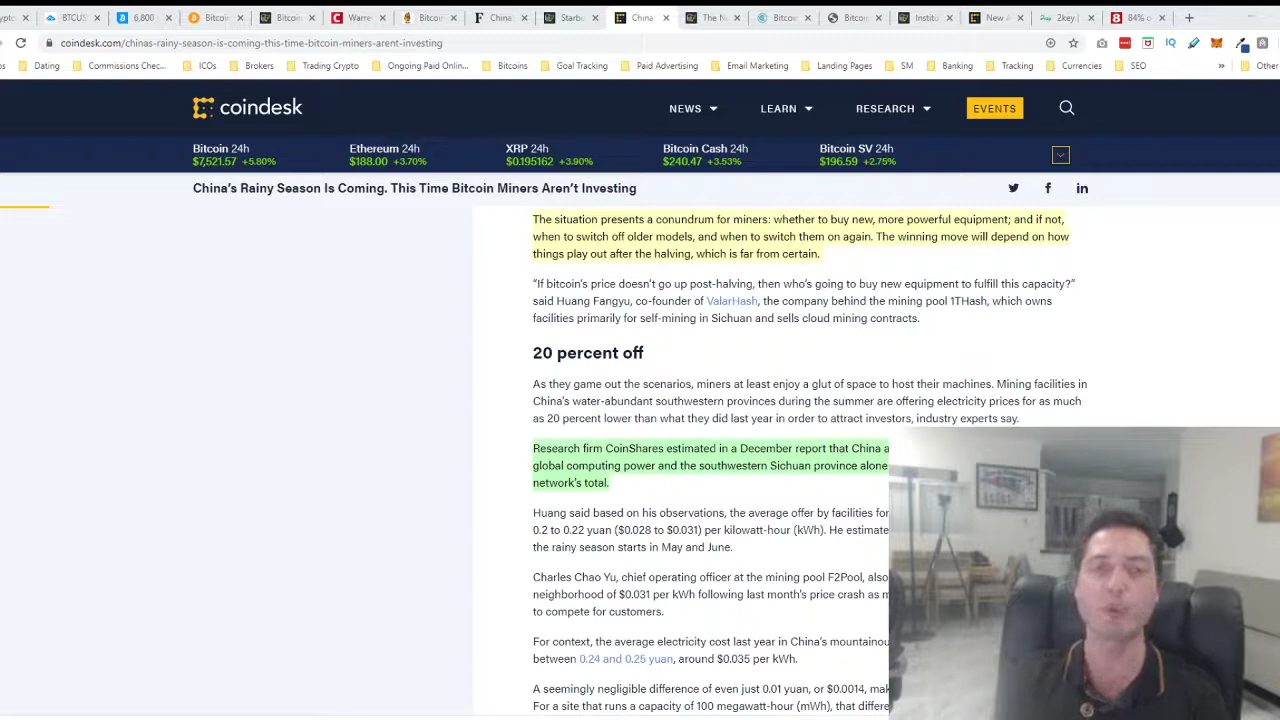 6,800
Bitcoin
Bitcoin
Warre
Bitcoin
China
Starbu
China
The N
Bitcoin
Bitcoin
Institu
New A
2key
84% o
coindesk.com/chinas-rainy-season-is-coming-this-time-bitcoin-miners-arent-investing
Dating
Commissions Chec...
ICOs
Brokers
Trading Crypto
Ongoing Paid Onlin...
Bitcoins
Goal Tracking
Paid Advertising
Email Marketing
Landing Pages
SM
Banking
Tracking
Currencies
SEO
Other
coindesk
NEWS
LEARN
RESEARCH
EVENTS
Bitcoin 24h
$7,521.57 +5.80%
Ethereum 24h
$188.00 +3.70%
XRP 24h
$0.195162 +3.90%
Bitcoin Cash 24h
$240.47 +3.53%
Bitcoin SV 24h
$196.59 +2.75%
China’s Rainy Season Is Coming. This Time Bitcoin Miners Aren’t Investing
The situation presents a conundrum for miners: whether to buy new, more powerful equipment; and if not,
when to switch off older models, and when to switch them on again. The winning move will depend on how
things play out after the halving, which is far from certain.
“If bitcoin’s price doesn’t go up post-halving, then who’s going to buy new equipment to fulfill this capacity?”
said Huang Fangyu, co-founder of ValarHash, the company behind the mining pool 1THash, which owns
facilities primarily for self-mining in Sichuan and sells cloud mining contracts.
20 percent off
As they game out the scenarios, miners at least enjoy a glut of space to host their machines. Mining facilities in
China’s water-abundant southwestern provinces during the summer are offering electricity prices for as much
as 20 percent lower than what they did last year in order to attract investors, industry experts say.
Research firm CoinShares estimated in a December report that China a
global computing power and the southwestern Sichuan province alone
network’s total.
Huang said based on his observations, the average offer by facilities for
0.2 to 0.22 yuan ($0.028 to $0.031) per kilowatt-hour (kWh). He estimate
the rainy season starts in May and June.
Charles Chao Yu, chief operating officer at the mining pool F2Pool, also
neighborhood of $0.031 per kWh following last month’s price crash as m
to compete for customers.
For context, the average electricity cost last year in China’s mountainou
between 0.24 and 0.25 yuan, around $0.035 per kWh.
A seemingly negligible difference of even just 0.01 yuan, or $0.0014, mak
For a site that runs a capacity of 100 megawatt-hour (mWh), that differe